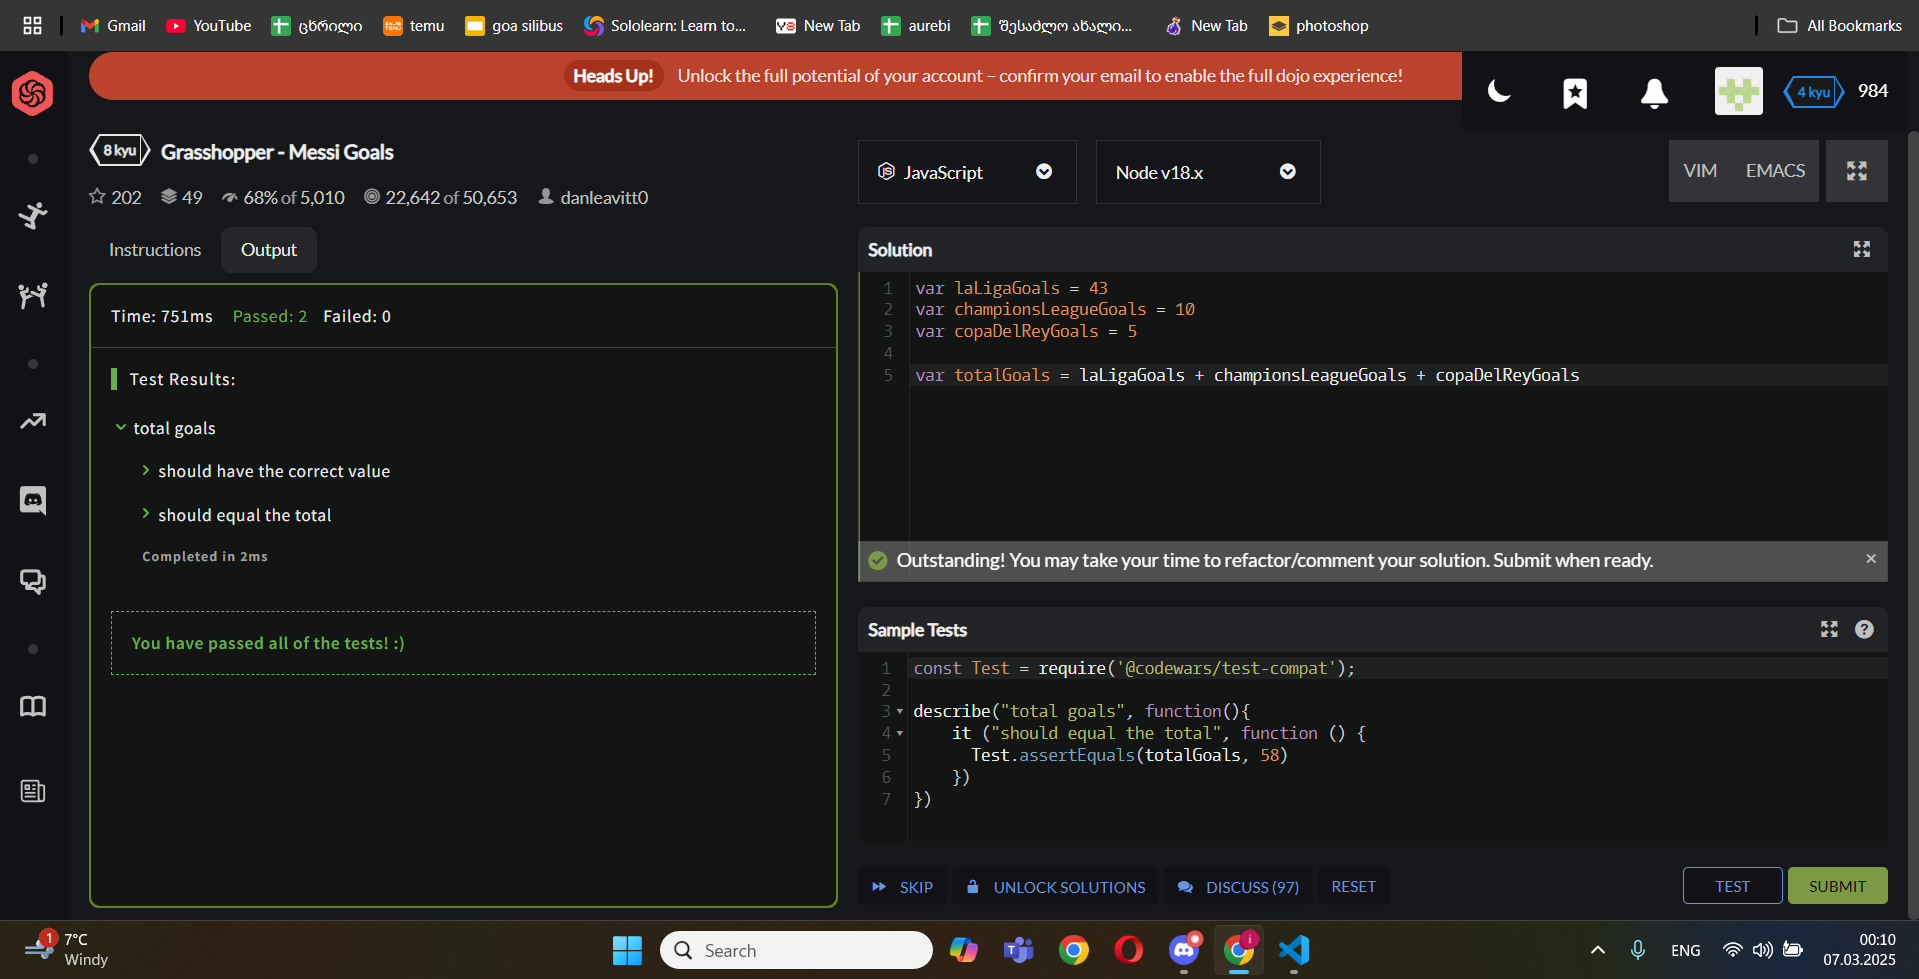 Gmail
YouTube
ცხრილი
temu
goa silibus
Sololearn: Learn to...
New Tab
aurebi
შესაძლო ანალი...
New Tab
photoshop
All Bookmarks
Heads Up! Unlock the full potential of your account – confirm your email to enable the full dojo experience!
4 kyu 984
8 kyu Grasshopper - Messi Goals
202 49 68% of 5,010 22,642 of 50,653 danleavitt0
JavaScript
Node v18.x
VIM EMACS
Instructions Output
Time: 751ms Passed: 2 Failed: 0
Test Results:
total goals
should have the correct value
should equal the total
Completed in 2ms
You have passed all of the tests! :)
Solution
1 var laLigaGoals = 43
2 var championsLeagueGoals = 10
3 var copaDelReyGoals = 5
4
5 var totalGoals = laLigaGoals + championsLeagueGoals + copaDelReyGoals
Outstanding! You may take your time to refactor/comment your solution. Submit when ready. ×
Sample Tests
1 const Test = require('@codewars/test-compat');
2
3 describe("total goals", function(){
4 it ("should equal the total", function () {
5 Test.assertEquals(totalGoals, 58)
6 })
7 })
SKIP UNLOCK SOLUTIONS DISCUSS (97) RESET
TEST SUBMIT
1
7°C
Windy
Search
ENG
00:10
07.03.2025